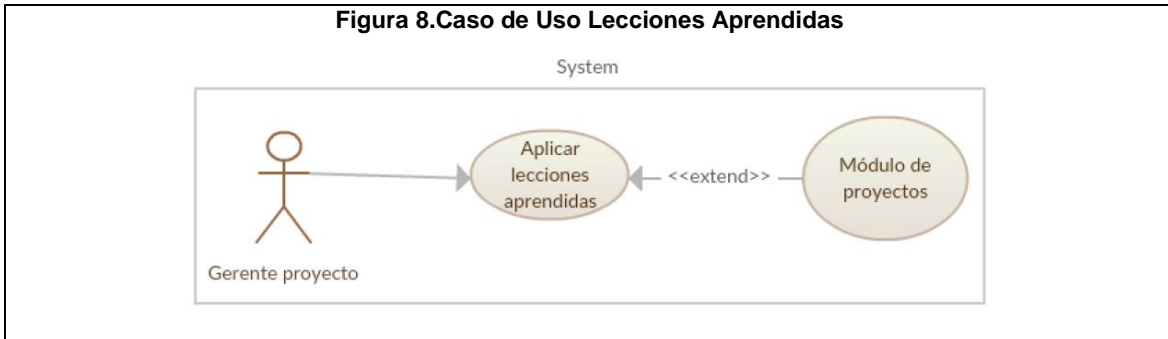 Figura 8.Caso de Uso Lecciones Aprendidas
System
Aplicar
lecciones
aprendidas
<<extend>>
Módulo de
proyectos
Gerente proyecto